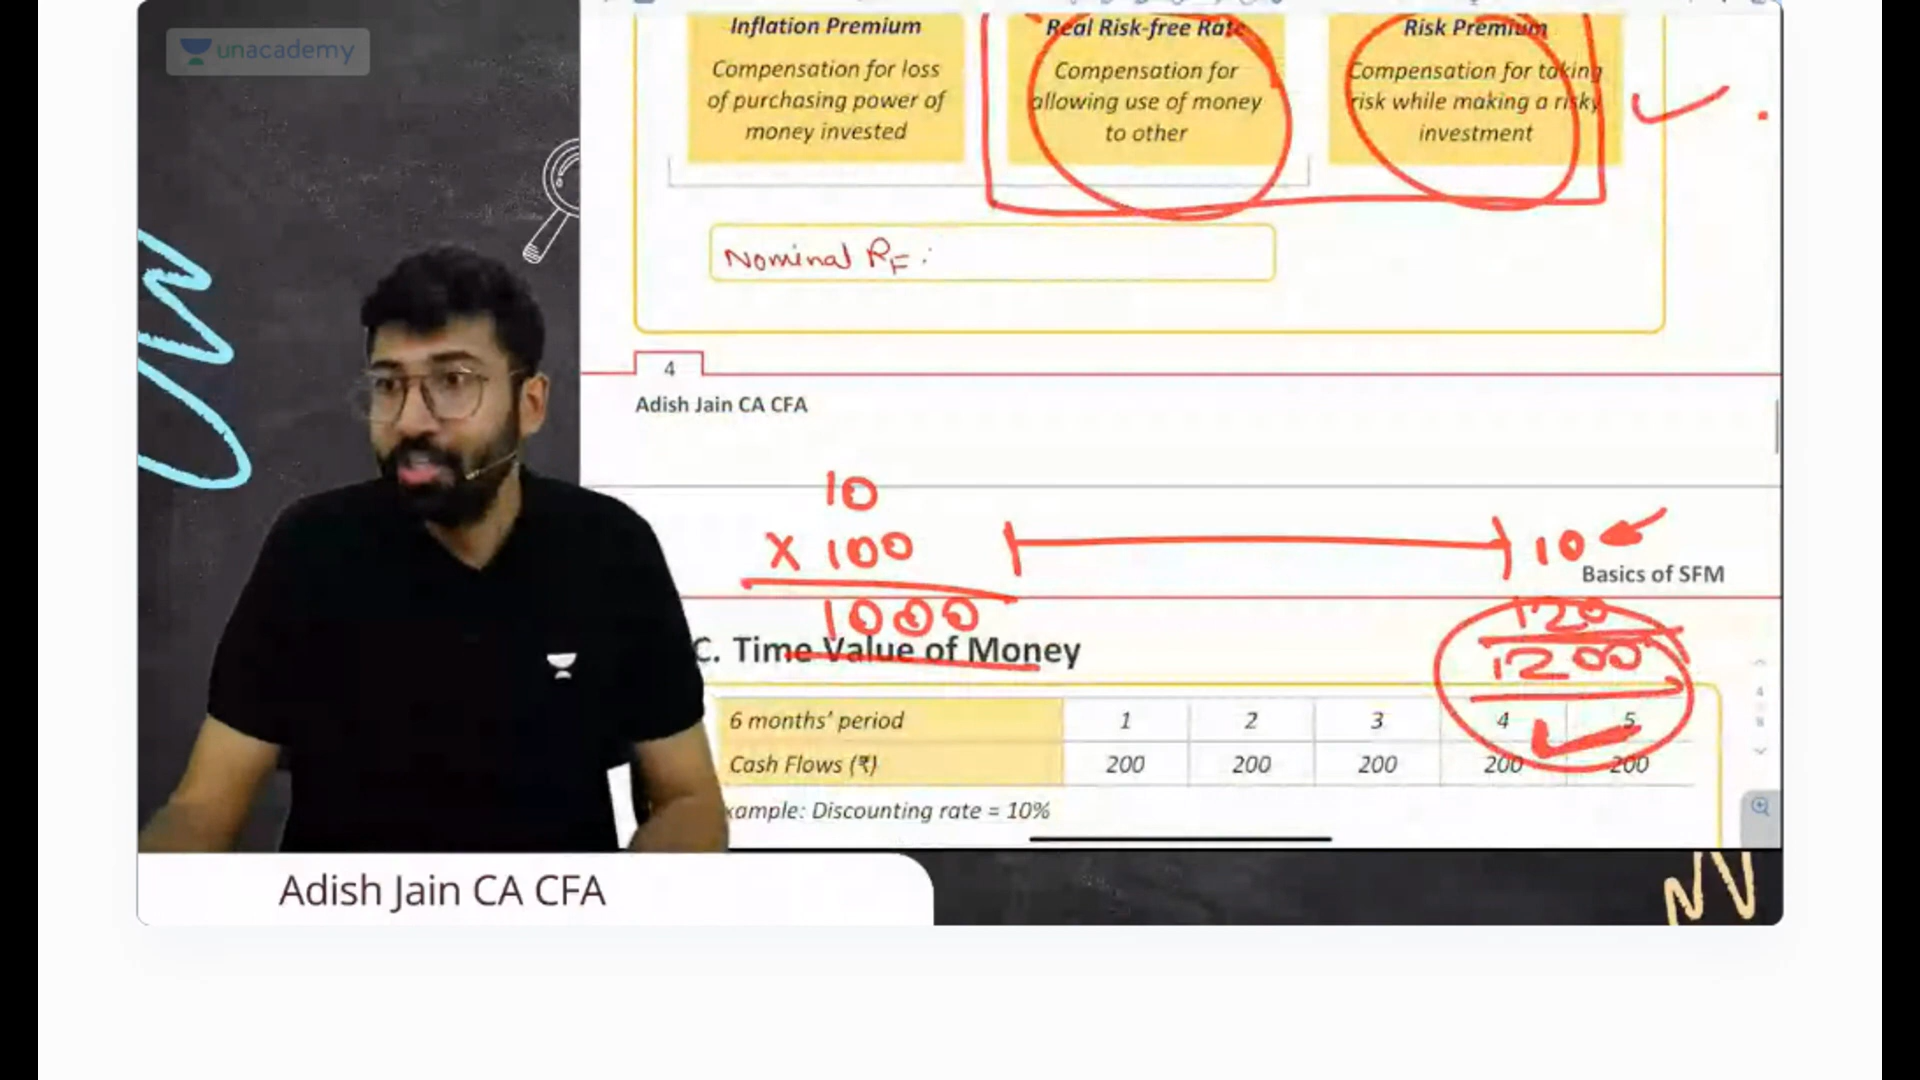 unacademy
Inflation Premium
Compensation for loss
of purchasing power of
money invested
Real Risk-free Rate
Compensation for
allowing use of money
to other
Risk Premium
Compensation for taking
risk while making a risky
investment
Nominal RF :
4
Adish Jain CA CFA
10
x 100
1000
10
Basics of SFM
120
1200
C. Time Value of Money
6 months' period 1 2 3 4 5
Cash Flows (₹) 200 200 200 200 200
xample: Discounting rate = 10%
Adish Jain CA CFA